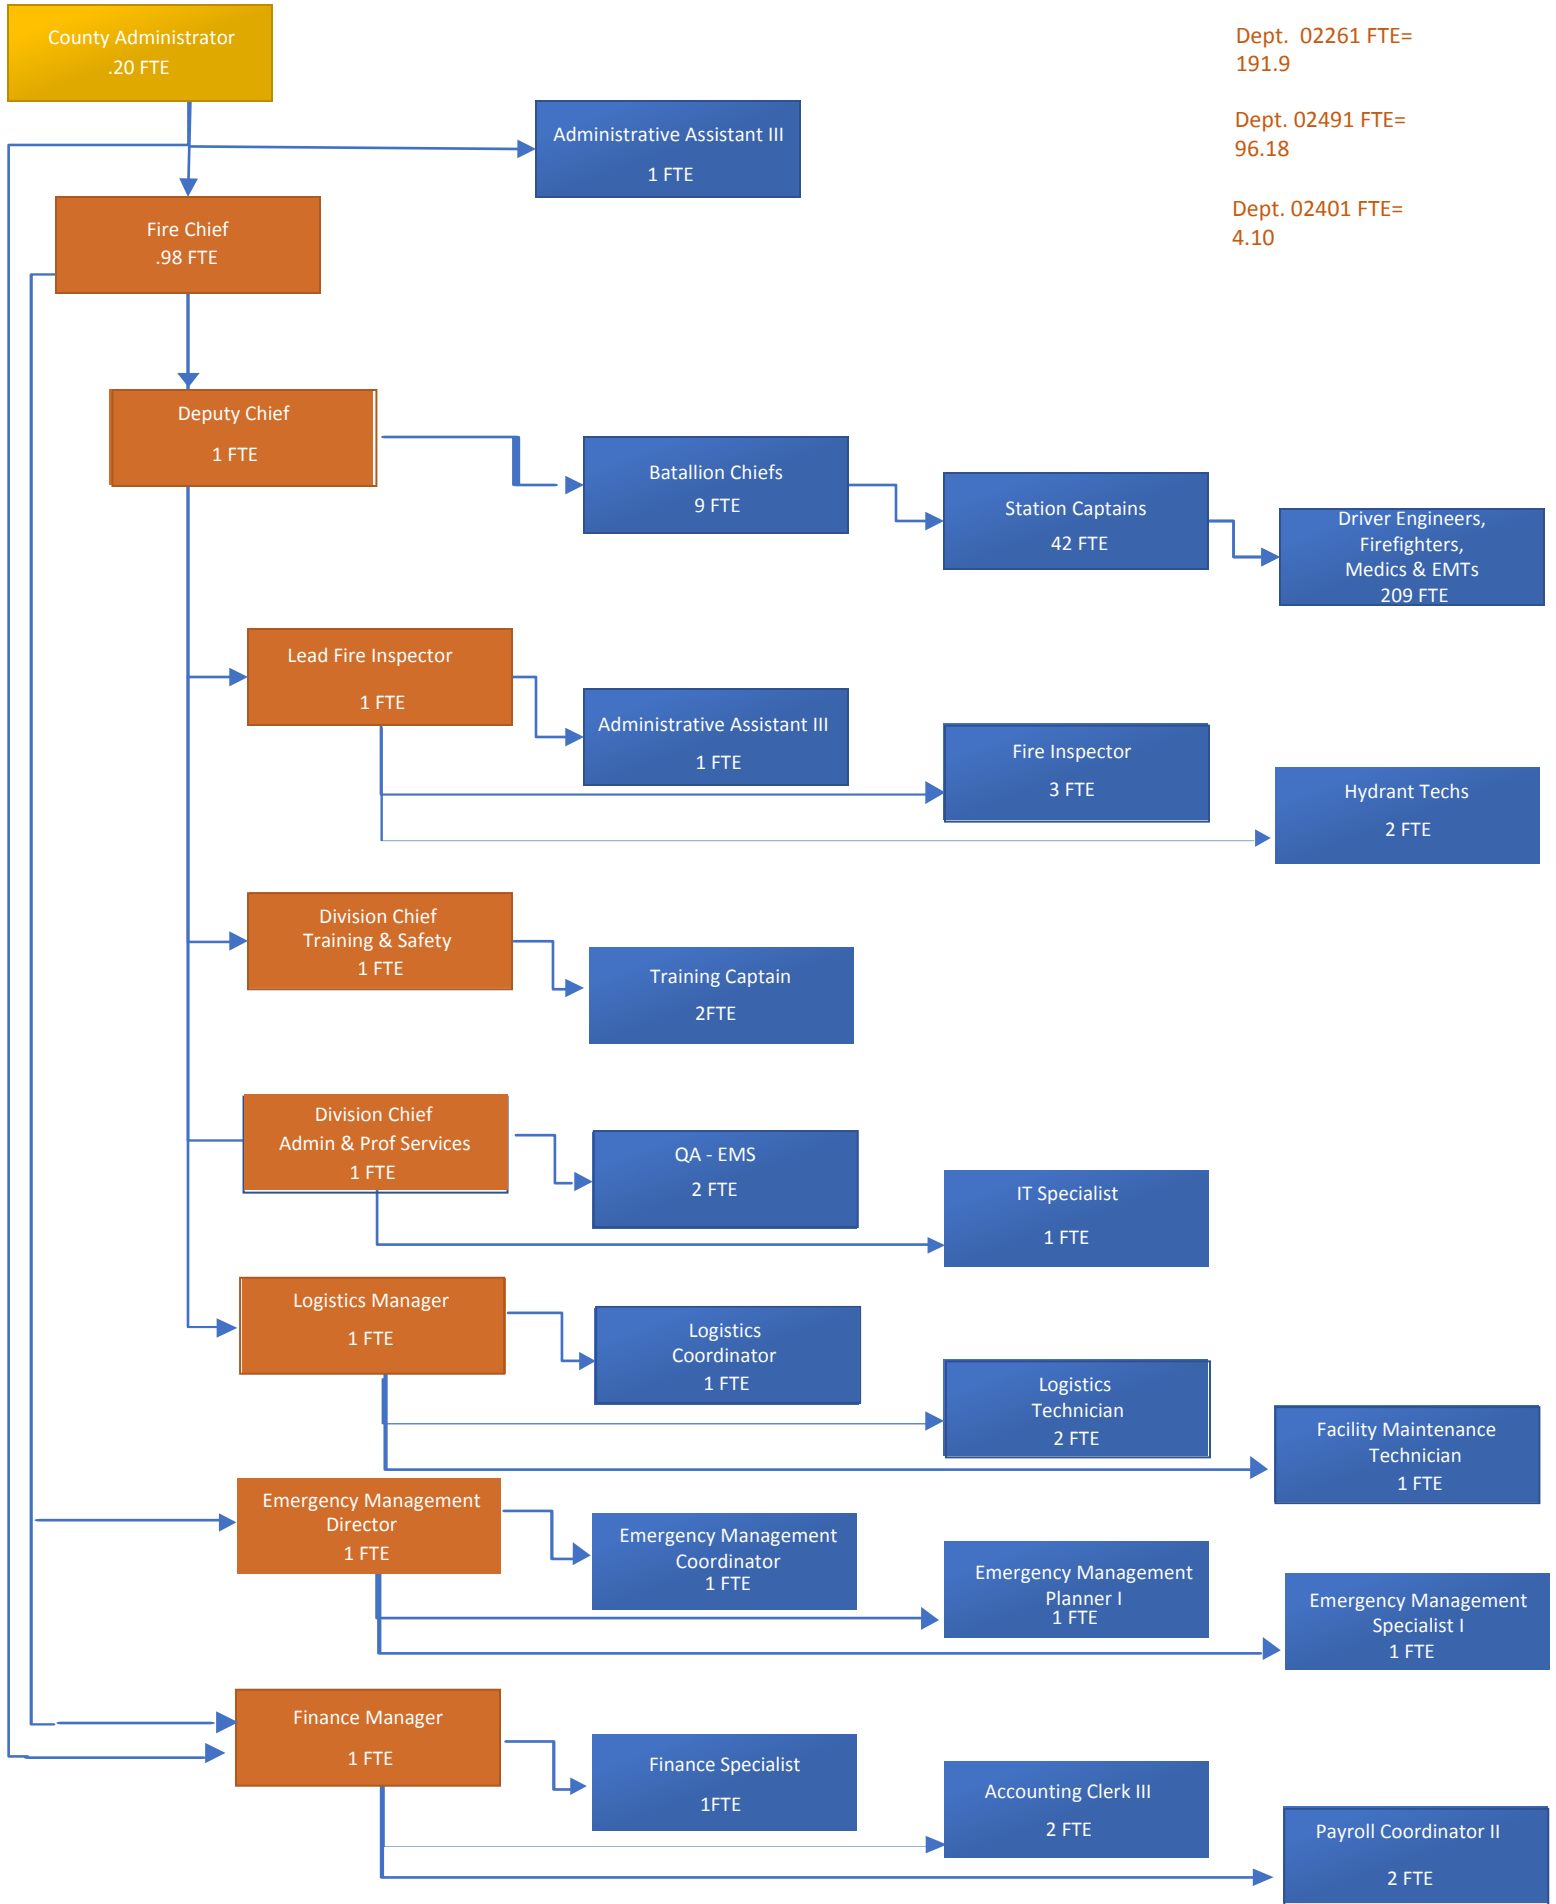 County Administrator
.20 FTE
Dept.  02261 FTE=
191.9
Administrative Assistant III
1 FTE
Dept. 02491 FTE=
96.18
Fire Chief
.98 FTE
Dept. 02401 FTE=
4.10
Deputy Chief
1 FTE
Batallion Chiefs
9 FTE
Station Captains
42 FTE
Driver Engineers,
Firefighters,
Medics & EMTs
209 FTE
Lead Fire Inspector
1 FTE
Administrative Assistant III
1 FTE
Fire Inspector
3 FTE
Hydrant Techs
2 FTE
Division Chief
Training & Safety
1 FTE
Training Captain
2FTE
Division Chief
Admin & Prof Services
1 FTE
QA - EMS
2 FTE
IT Specialist
1 FTE
Logistics Manager
1 FTE
Logistics
Coordinator
1 FTE
Logistics
Technician
2 FTE
Facility Maintenance
Technician
1 FTE
Emergency Management
Director
1 FTE
Emergency Management
Coordinator
1 FTE
Emergency Management
Planner I
1 FTE
Emergency Management
Specialist I
1 FTE
Finance Manager
1 FTE
Finance Specialist
1FTE
Accounting Clerk III
2 FTE
Payroll Coordinator II
2 FTE